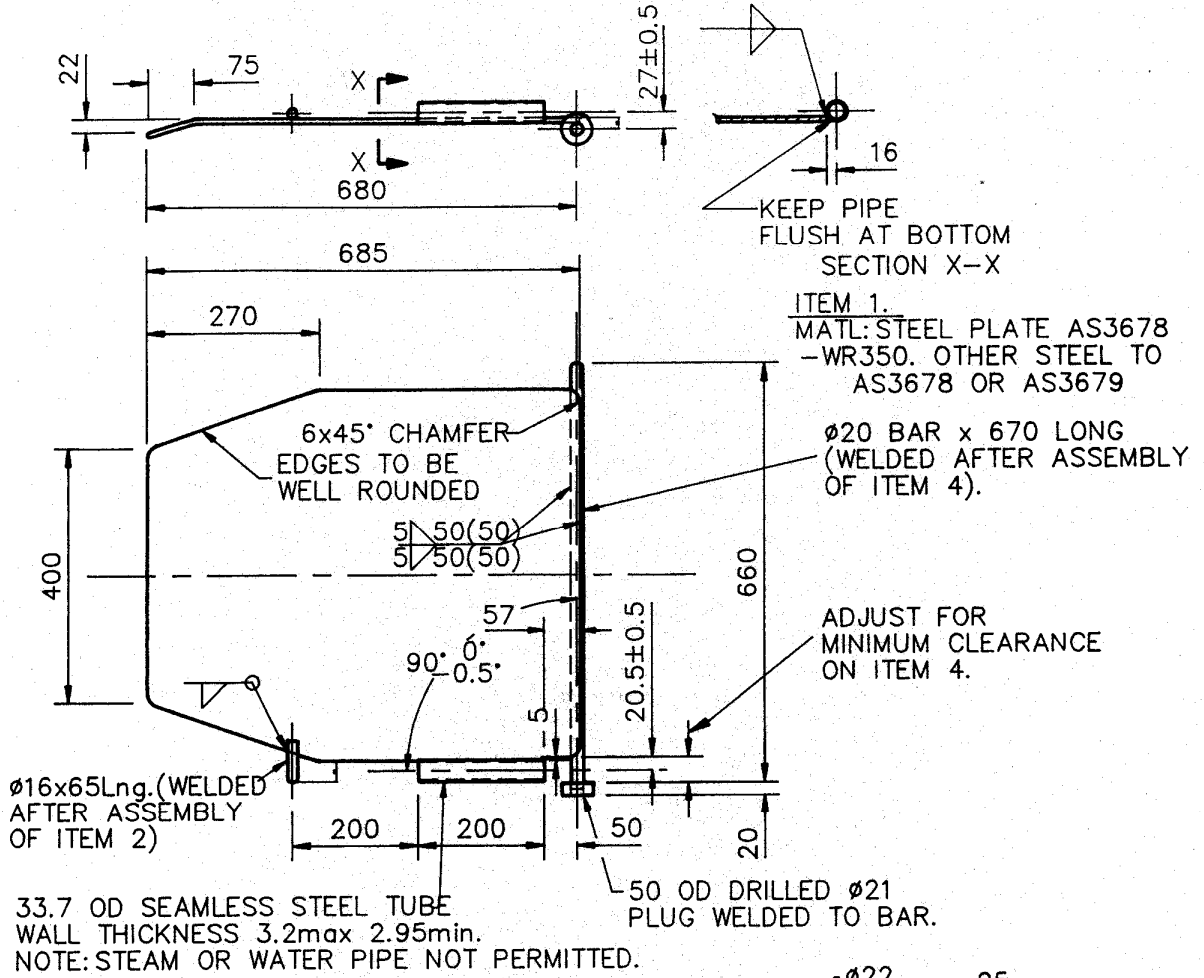 22
75
X
X
680
27±0.5
16
KEEP PIPE
FLUSH AT BOTTOM
SECTION X-X
685
270
ITEM 1.
MATL: STEEL PLATE AS3678
-WR350. OTHER STEEL TO
AS3678 OR AS3679
6x45° CHAMFER
EDGES TO BE
WELL ROUNDED
ø20 BAR x 670 LONG
(WELDED AFTER ASSEMBLY
OF ITEM 4).
5 50(50)
5 50(50)
400
660
57
90° 0°
-0.5°
20.5±0.5
5
ADJUST FOR
MINIMUM CLEARANCE
ON ITEM 4.
ø16x65Lng.(WELDED
AFTER ASSEMBLY
OF ITEM 2)
200
200
50
20
50 OD DRILLED ø21
PLUG WELDED TO BAR.
33.7 OD SEAMLESS STEEL TUBE
WALL THICKNESS 3.2max 2.95min.
NOTE: STEAM OR WATER PIPE NOT PERMITTED.
ø22